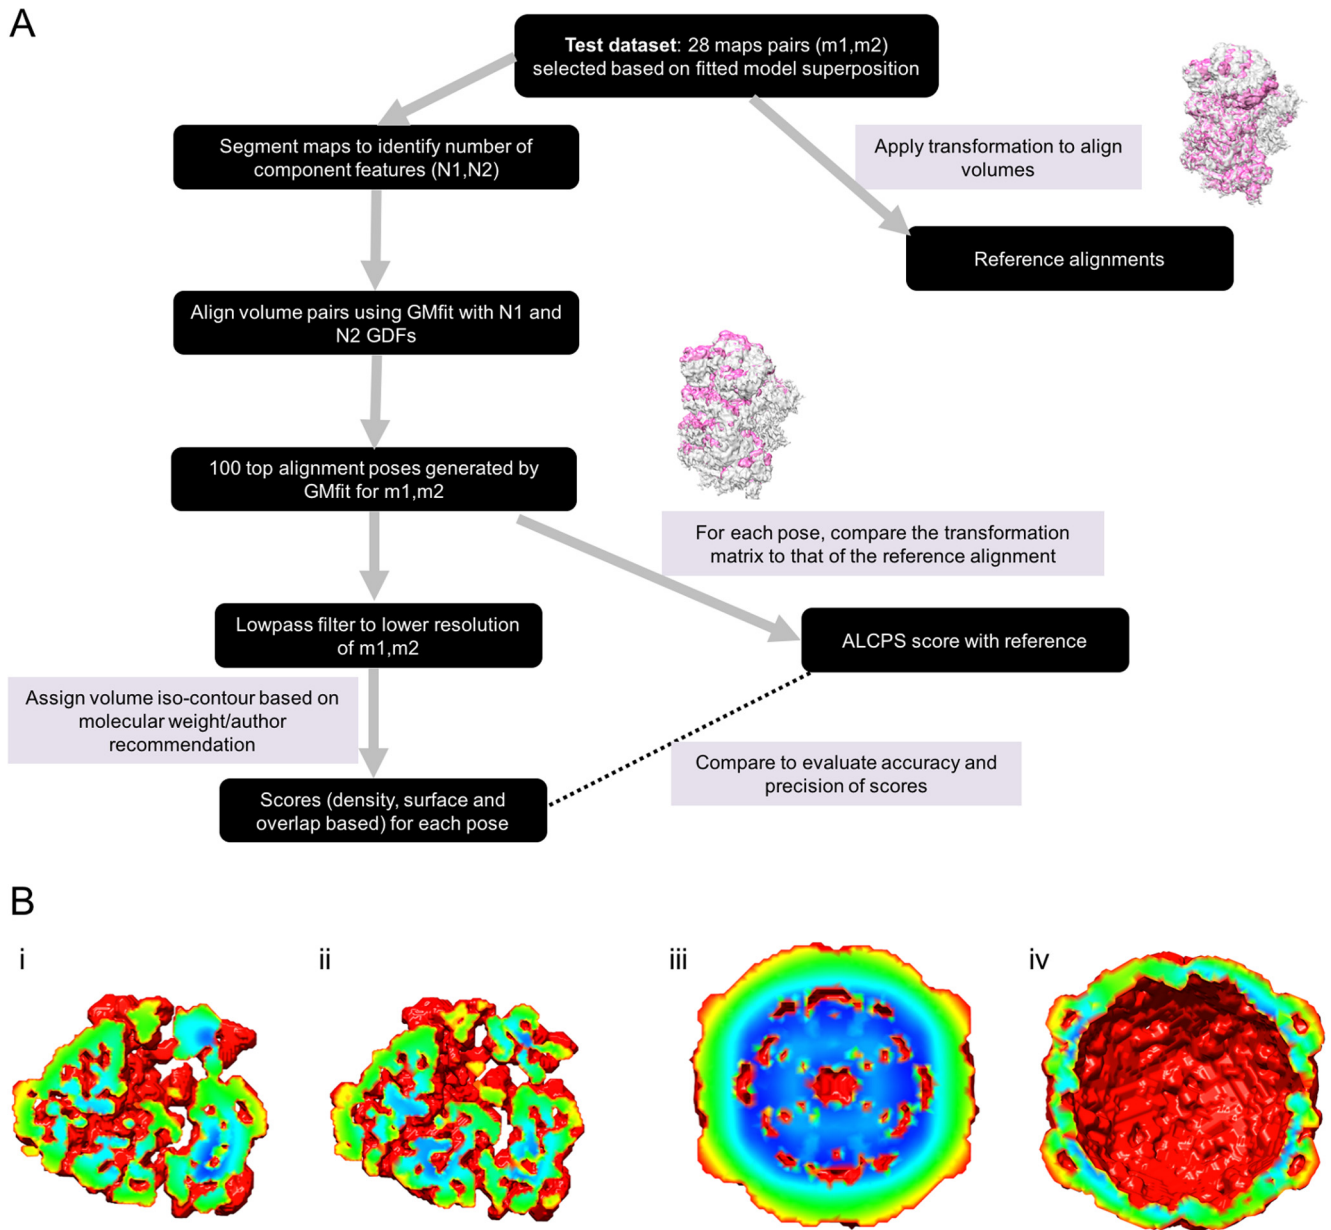 A
Test dataset: 28 maps pairs (m1,m2)
selected based on fitted model superposition
Segment maps to identify number of
component features (N1,N2)
Apply transformation to align
volumes
Reference alignments
Align volume pairs using GMfit with N1 and
N2 GDFs
100 top alignment poses generated by
GMfit for m1,m2
For each pose, compare the transformation
matrix to that of the reference alignment
Lowpass filter to lower resolution
of m1,m2
ALCPS score with reference
Assign volume iso-contour based on
molecular weight/author
recommendation
Compare to evaluate accuracy and
precision of scores
Scores (density, surface and
overlap based) for each pose
B
i
ii
iii
iv